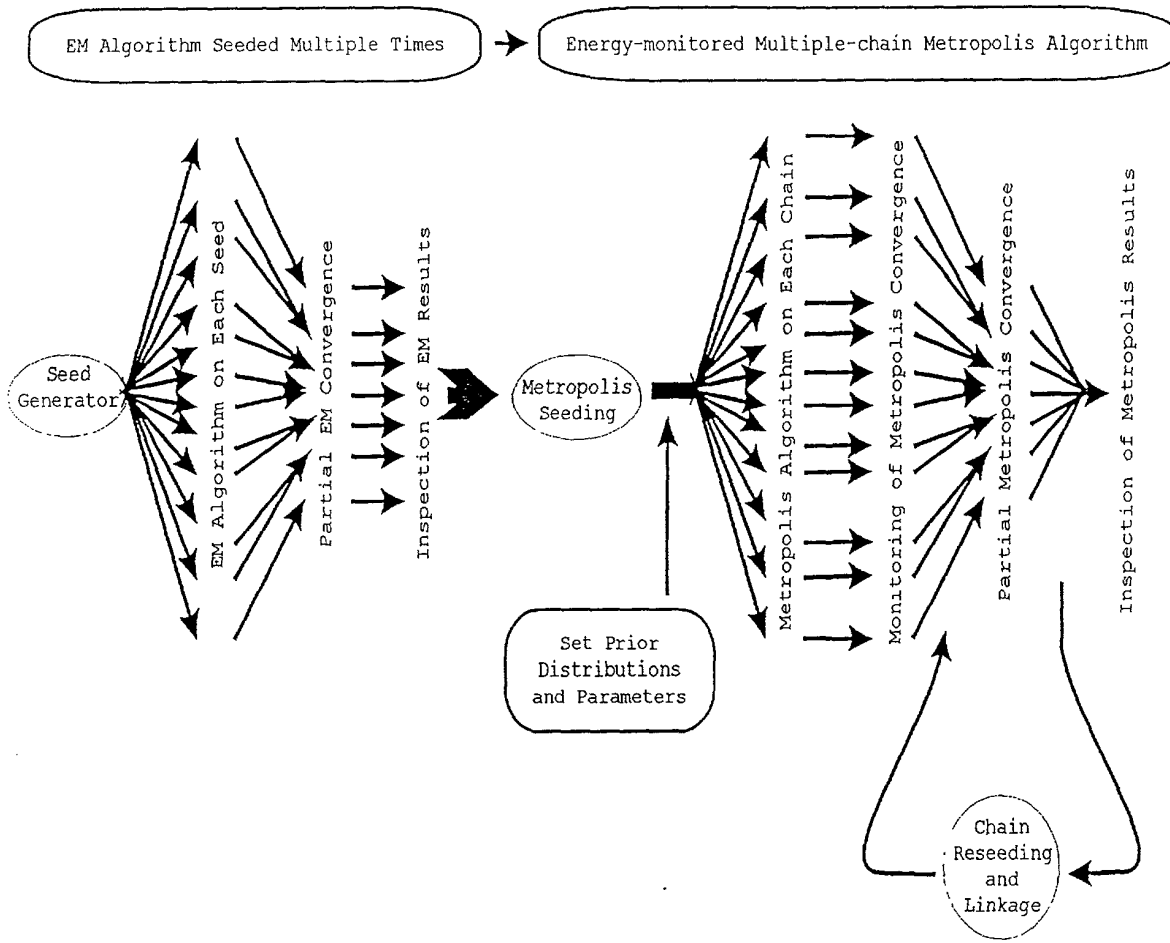 EM Algorithm Seeded Multiple Times
Energy-monitored Multiple-chain Metropolis Algorithm
Seed
Generator
EM Algorithm on Each Seed
Partial EM Convergence
Inspection of EM Results
Metropolis
Seeding
Metropolis Algorithm on Each Chain
Monitoring of Metropolis Convergence
Partial Metropolis Convergence
Inspection of Metropolis Results
Set Prior
Distributions
and Parameters
Chain
Reseeding
and
Linkage